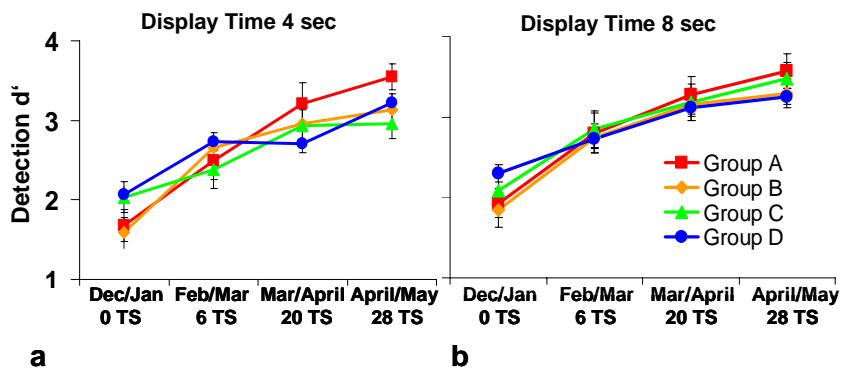 Display Time 4 sec
Detection d‘
4
3
2
1
Dec/Jan Feb/Mar Mar/April April/May
0 TS 6 TS 20 TS 28 TS
a
Display Time 8 sec
Group A
Group B
Group C
Group D
Dec/Jan Feb/Mar Mar/April April/May
0 TS 6 TS 20 TS 28 TS
b